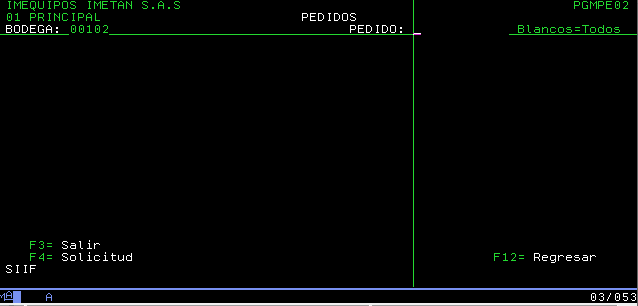 IMEQUIPOS IMETAN S.A.S PGMPE02
01 PRINCIPAL PEDIDOS
BODEGA: 00102 PEDIDO: Blancos=Todos
F3= Salir
F4= Solicitud F12= Regresar
SIIF
MA A 03/053